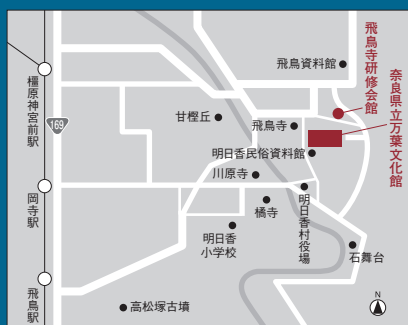 飛鳥寺研修会館
奈良県立万葉文化館
飛鳥資料館
橿原神宮前駅
169
甘樫丘
飛鳥寺
明日香民俗資料館
川原寺
岡寺駅
橘寺
明日香村役場
明日香
小学校
石舞台
飛鳥駅
高松塚古墳
N